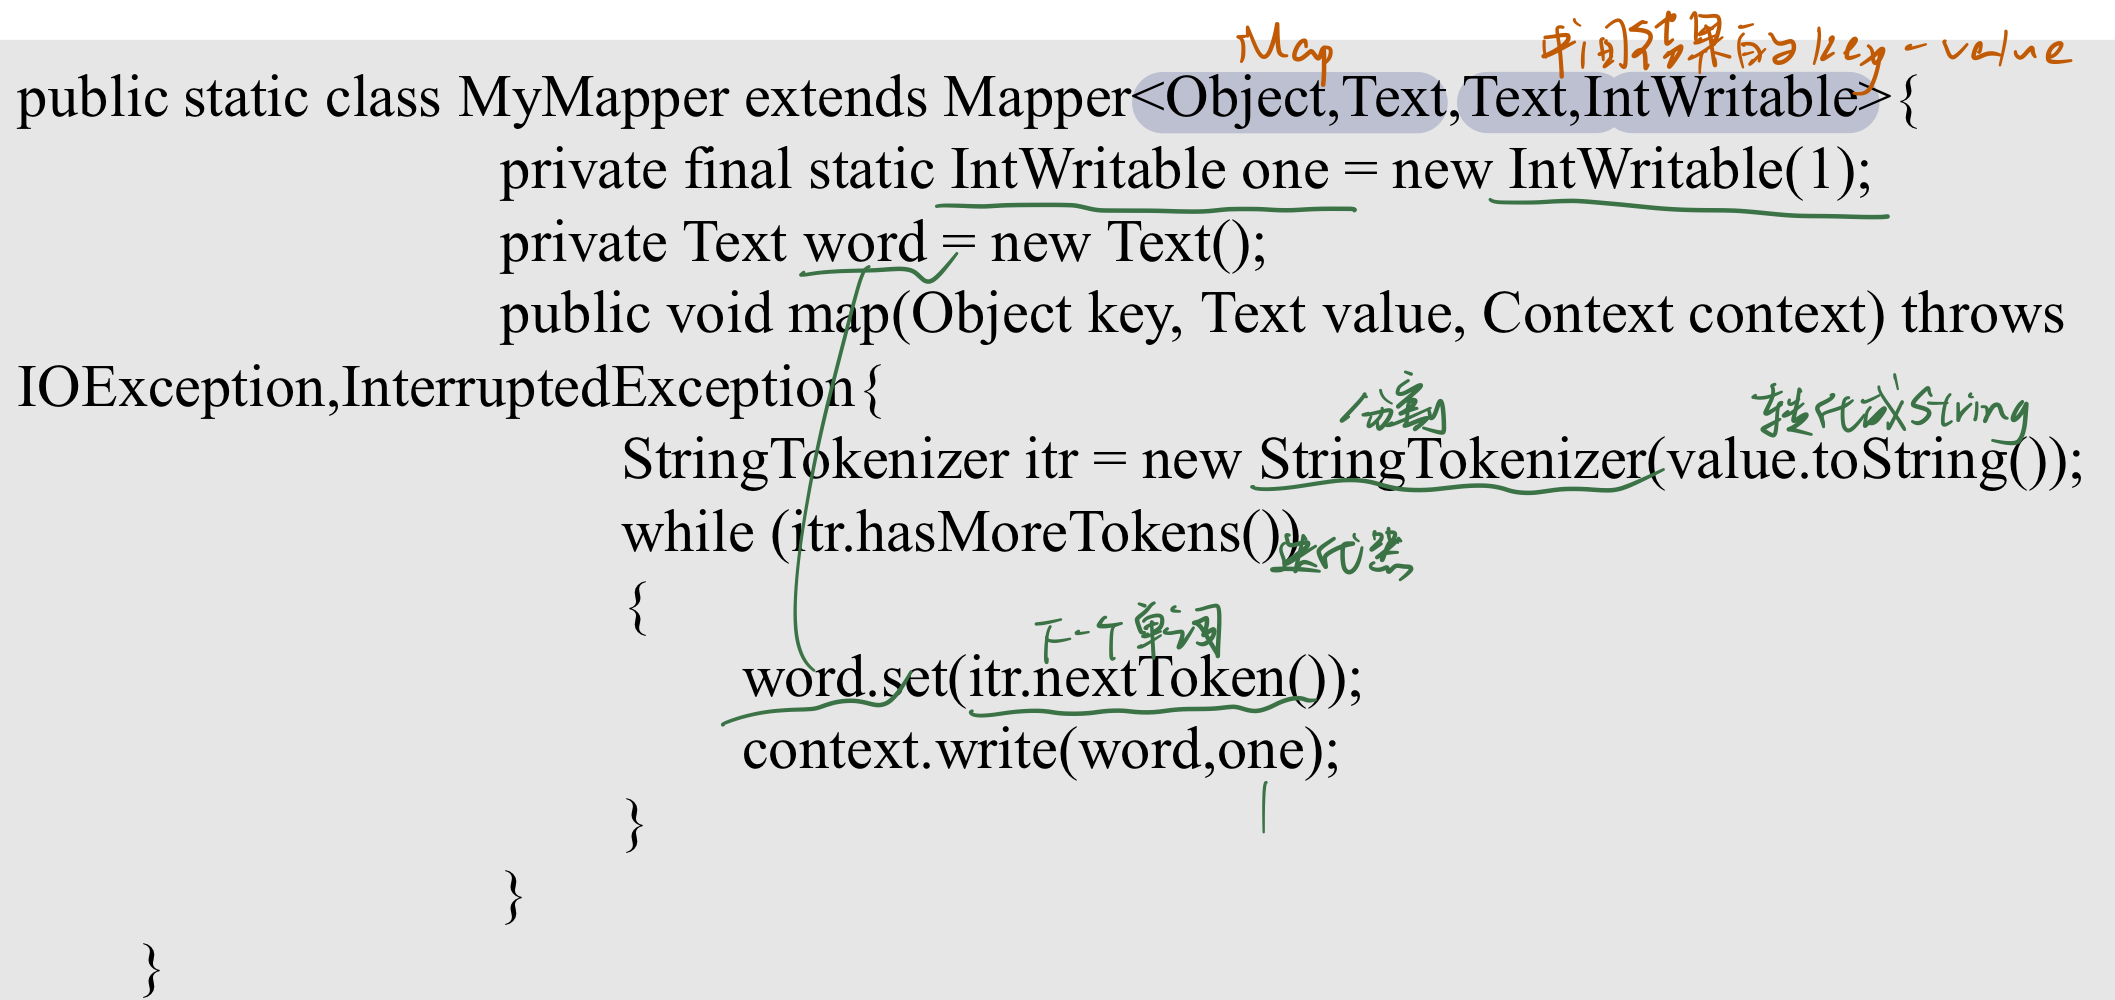 Map 中间结果的key-value
public static class MyMapper extends Mapper<Object,Text,Text,IntWritable>{
private final static IntWritable one = new IntWritable(1);
private Text word = new Text();
public void map(Object key, Text value, Context context) throws
IOException,InterruptedException{
分割 转化成String
StringTokenizer itr = new StringTokenizer(value.toString());
while (itr.hasMoreTokens())
迭代器
{
下一个单词
word.set(itr.nextToken());
context.write(word,one);
1
}
}
}